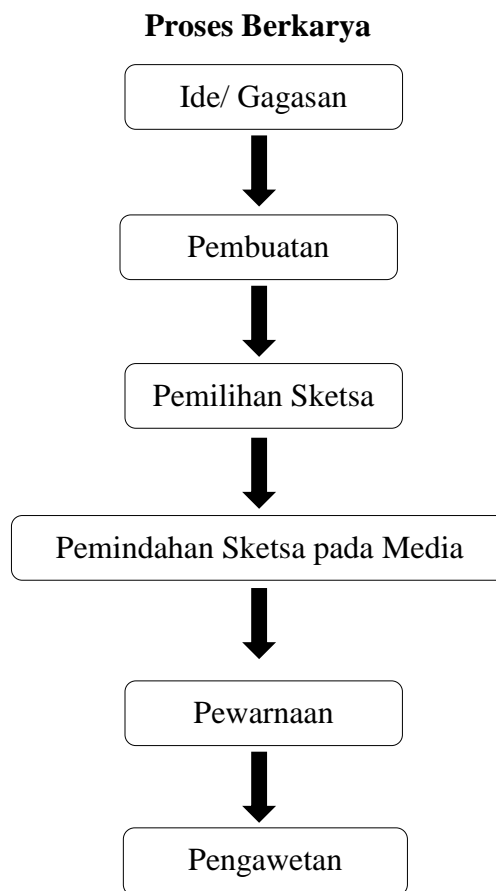 Proses Berkarya
Ide/ Gagasan
Pembuatan
Pemilihan Sketsa
Pemindahan Sketsa pada Media
Pewarnaan
Pengawetan